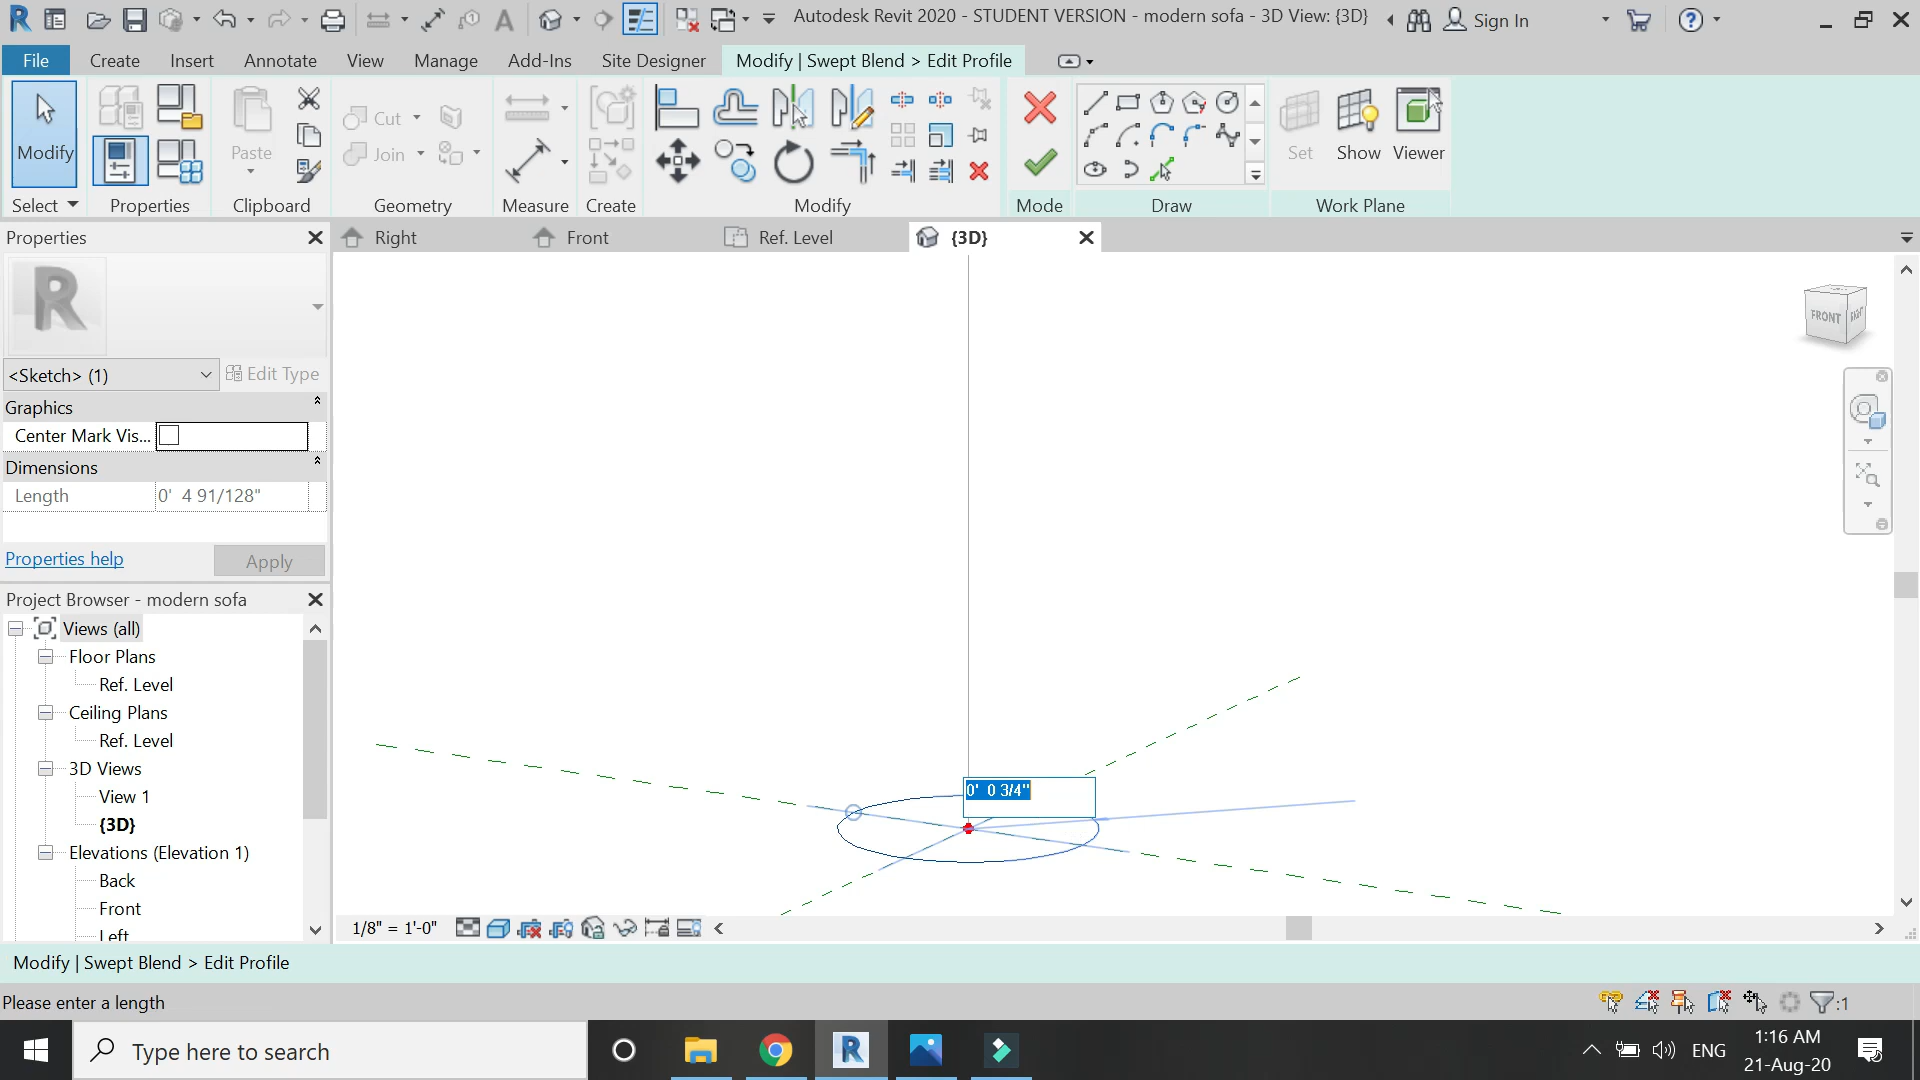 Autodesk Revit 2020 - STUDENT VERSION - modern sofa - 3D View: {3D}
Sign In
File
Create
Insert
Annotate
View
Manage
Add-Ins
Site Designer
Modify | Swept Blend > Edit Profile
Modify
Paste
Cut
Join
Set
Show
Viewer
Select
Properties
Clipboard
Geometry
Measure
Create
Modify
Mode
Draw
Work Plane
Properties
Right
Front
Ref. Level
{3D}
R
<Sketch> (1)
Edit Type
Graphics
Center Mark Vis...
Dimensions
Length
0' 4 91/128"
Properties help
Apply
Project Browser - modern sofa
Views (all)
Floor Plans
Ref. Level
Ceiling Plans
Ref. Level
3D Views
View 1
{3D}
Elevations (Elevation 1)
Back
Front
Left
FRONT
RIGHT
0' 0 3/4"
1/8" = 1'-0"
Modify | Swept Blend > Edit Profile
Please enter a length
:1
Type here to search
ENG
1:16 AM
21-Aug-20